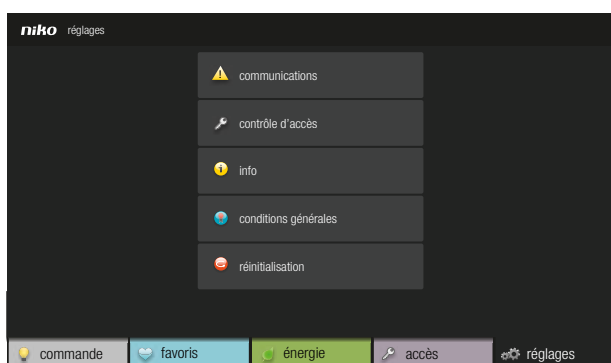 niko réglages
communications
contrôle d'accès
info
conditions générales
réinitialisation
commande favoris énergie accès réglages